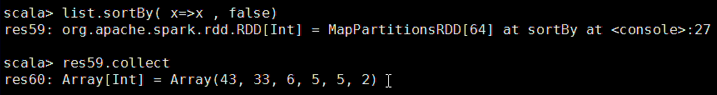 scala> list.sortBy( x=>x , false)
res59: org.apache.spark.rdd.RDD[Int] = MapPartitionsRDD[64] at sortBy at <console>:27
scala> res59.collect
res60: Array[Int] = Array(43, 33, 6, 5, 5, 2)